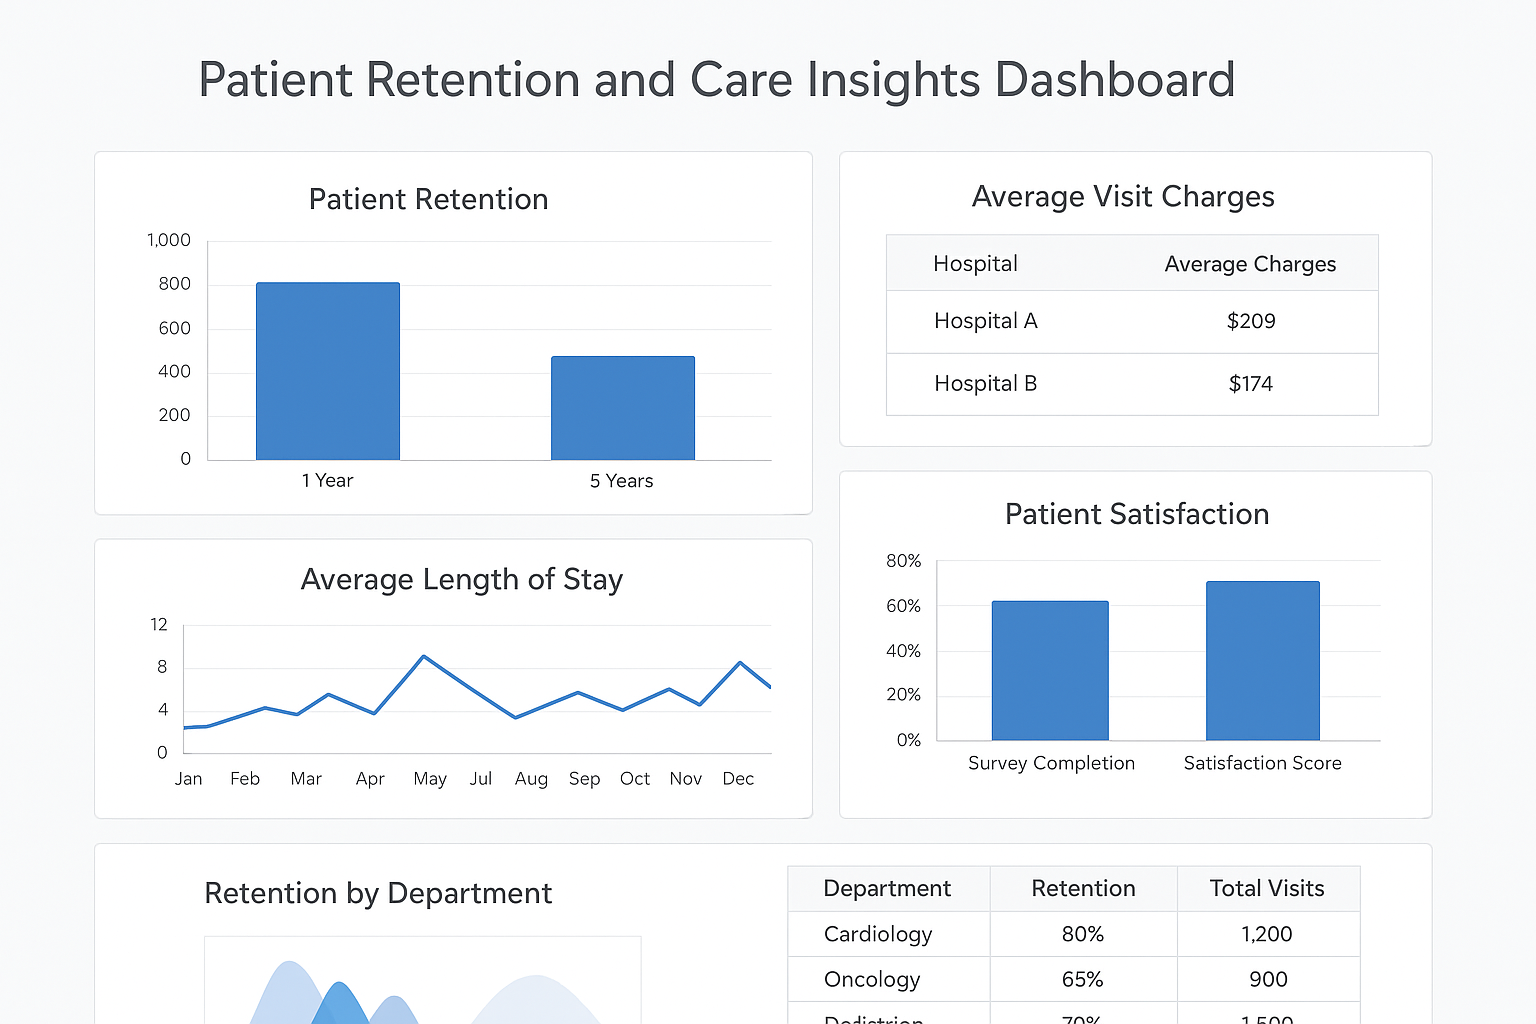 Patient Retention and Care Insights Dashboard
Patient Retention
1,000
800
600
400
200
0
1 Year 5 Years
Average Visit Charges
Hospital Average Charges
Hospital A $209
Hospital B $174
Average Length of Stay
12
8
4
0
Jan Feb Mar Apr May Jul Aug Sep Oct Nov Dec
Patient Satisfaction
80%
60%
40%
20%
0%
Survey Completion Satisfaction Score
Retention by Department
Department Retention Total Visits
Cardiology 80% 1,200
Oncology 65% 900
70% 1,500